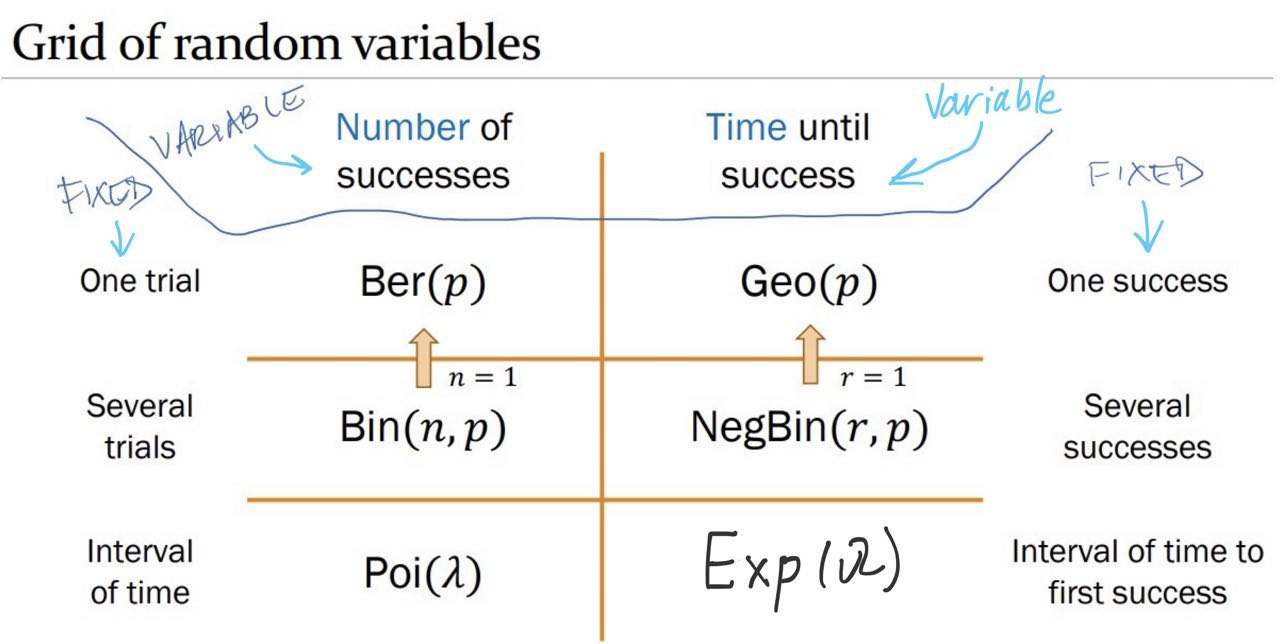 Grid of random variables
VARIABLE
Number of
successes
Time until
success
Variable
FIXED
FIXED
One trial
Ber(p)
Geo(p)
One success
n = 1
r = 1
Several
trials
Bin(n, p)
NegBin(r, p)
Several
successes
Interval
of time
Poi(λ)
Exp(λ)
Interval of time to
first success